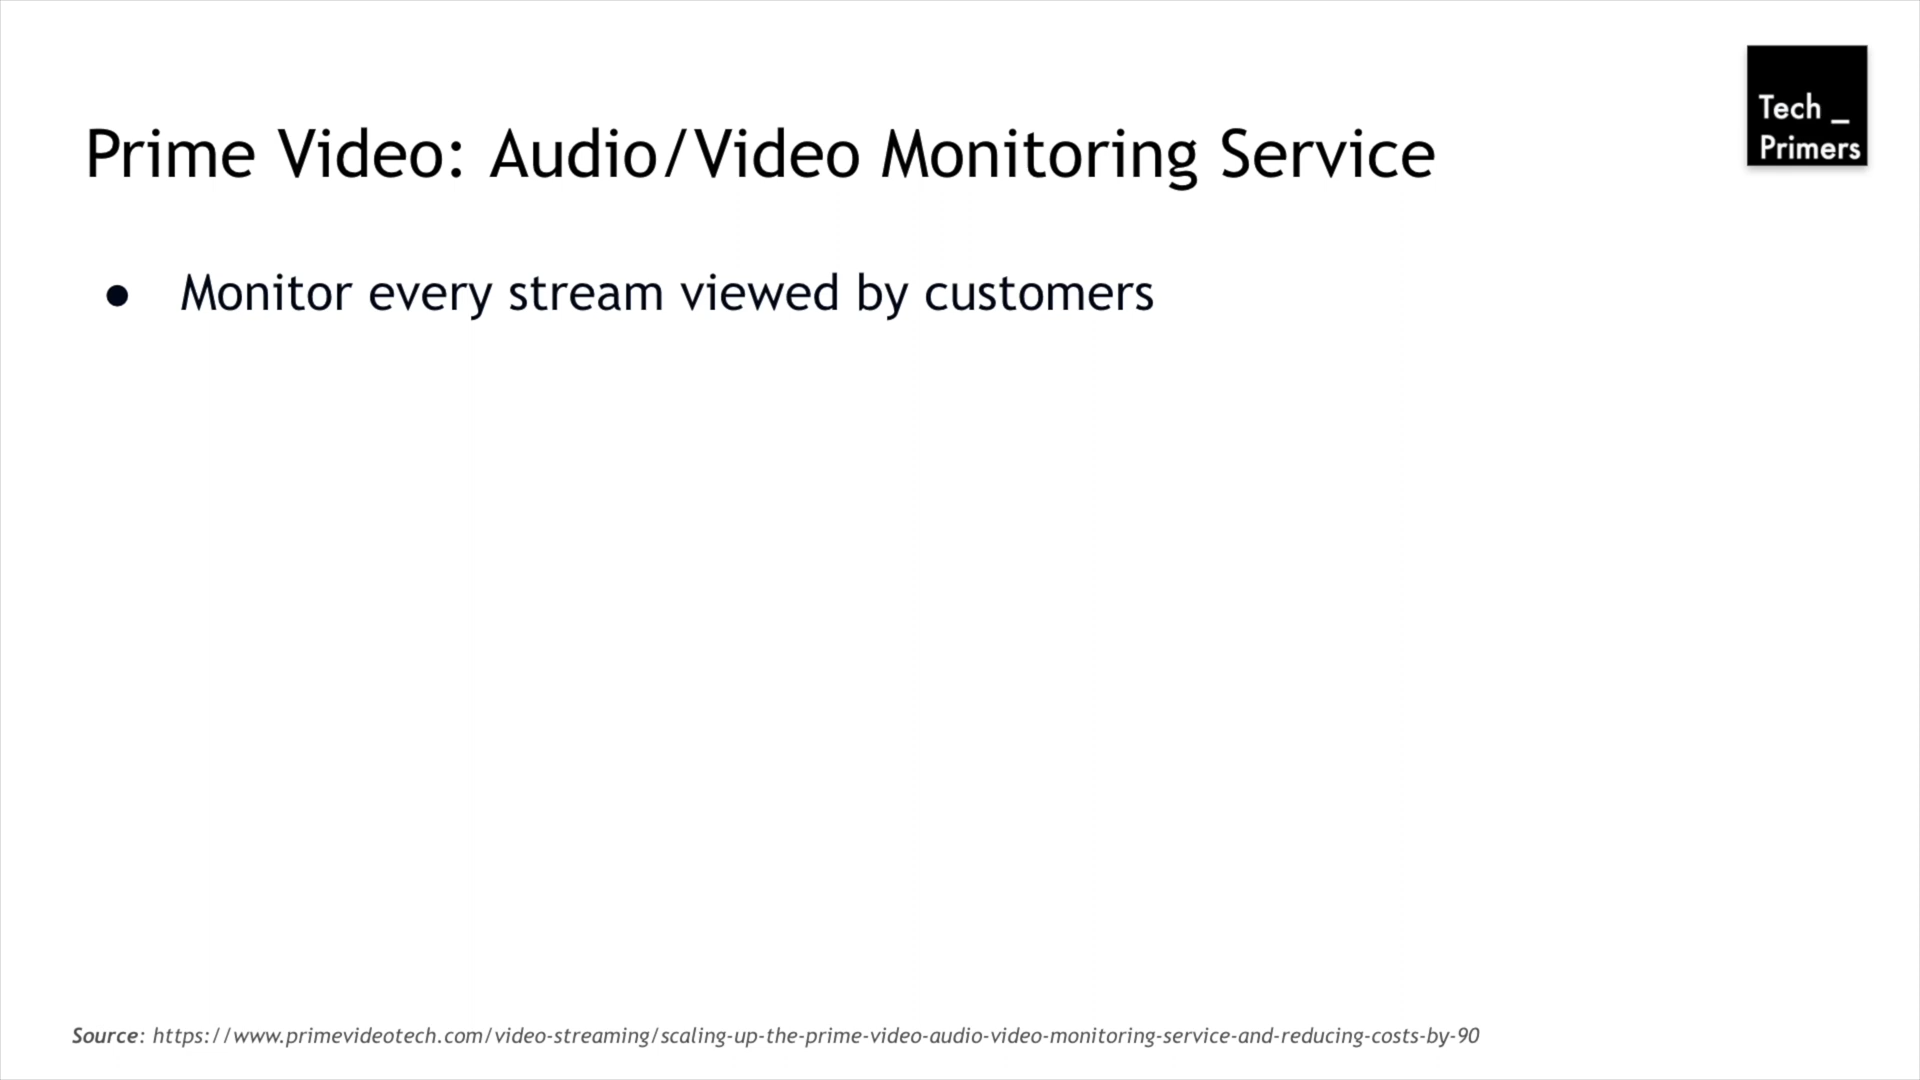 Tech _
Primers
Prime Video: Audio/Video Monitoring Service
● Monitor every stream viewed by customers
Source: https://www.primevideotech.com/video-streaming/scaling-up-the-prime-video-audio-video-monitoring-service-and-reducing-costs-by-90